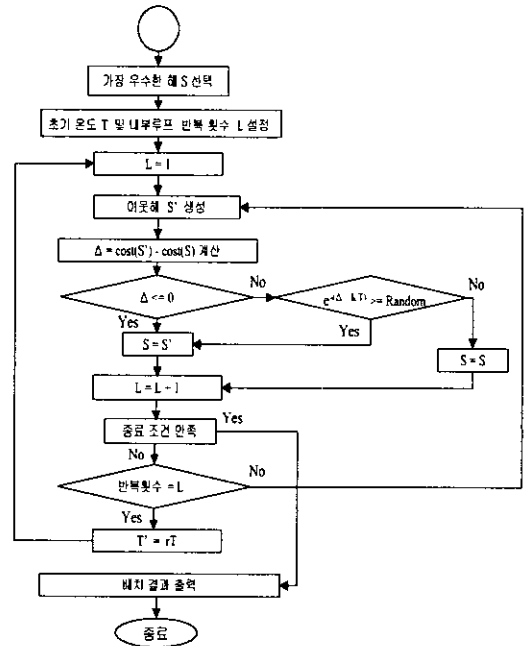 가장 우수한 해 S 선택
초기 온도 T 및 내부루프 반복 횟수 L 설정
L = 1
이웃해 S' 생성
Δ = cost(S') - cost(S) 계산
Δ <= 0
No
>= Random
No
Yes
Yes
S = S'
S = S
L = L + 1
종료 조건 만족
Yes
No
반복횟수 = L
No
Yes
T' = rT
배치 결과 출력
종료